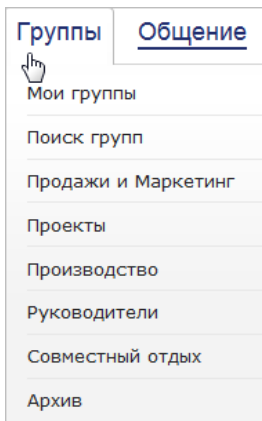 Группы Общение
Мои группы
Поиск групп
Продажи и Маркетинг
Проекты
Производство
Руководители
Совместный отдых
Архив